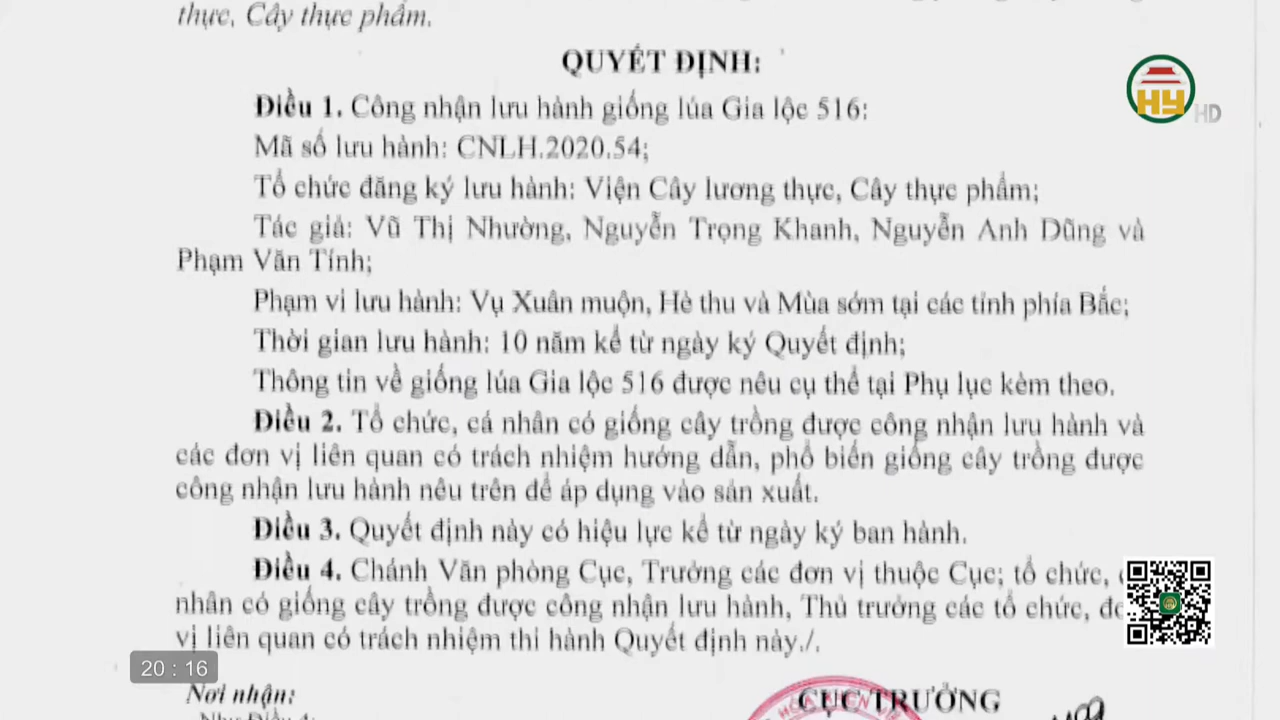 thực, Cây thực phẩm.
QUYẾT ĐỊNH:
Điều 1. Công nhận lưu hành giống lúa Gia lộc 516:
Mã số lưu hành: CNLH.2020.54;
Tổ chức đăng ký lưu hành: Viện Cây lương thực, Cây thực phẩm;
Tác giả: Vũ Thị Nhường, Nguyễn Trọng Khanh, Nguyễn Anh Dũng và
Phạm Văn Tính;
Phạm vi lưu hành: Vụ Xuân muộn, Hè thu và Mùa sớm tại các tỉnh phía Bắc;
Thời gian lưu hành: 10 năm kể từ ngày ký Quyết định;
Thông tin về giống lúa Gia lộc 516 được nêu cụ thể tại Phụ lục kèm theo.
Điều 2. Tổ chức, cá nhân có giống cây trồng được công nhận lưu hành và
các đơn vị liên quan có trách nhiệm hướng dẫn, phổ biến giống cây trồng được
công nhận lưu hành nêu trên để áp dụng vào sản xuất.
Điều 3. Quyết định này có hiệu lực kể từ ngày ký ban hành.
Điều 4. Chánh Văn phòng Cục, Trưởng các đơn vị thuộc Cục; tổ chức,
nhân có giống cây trồng được công nhận lưu hành, Thủ trưởng các tổ chức,
vị liên quan có trách nhiệm thi hành Quyết định này./.
Nơi nhận:
CỤC TRƯỞNG
Như Điều 4;
HY HD
20 : 16